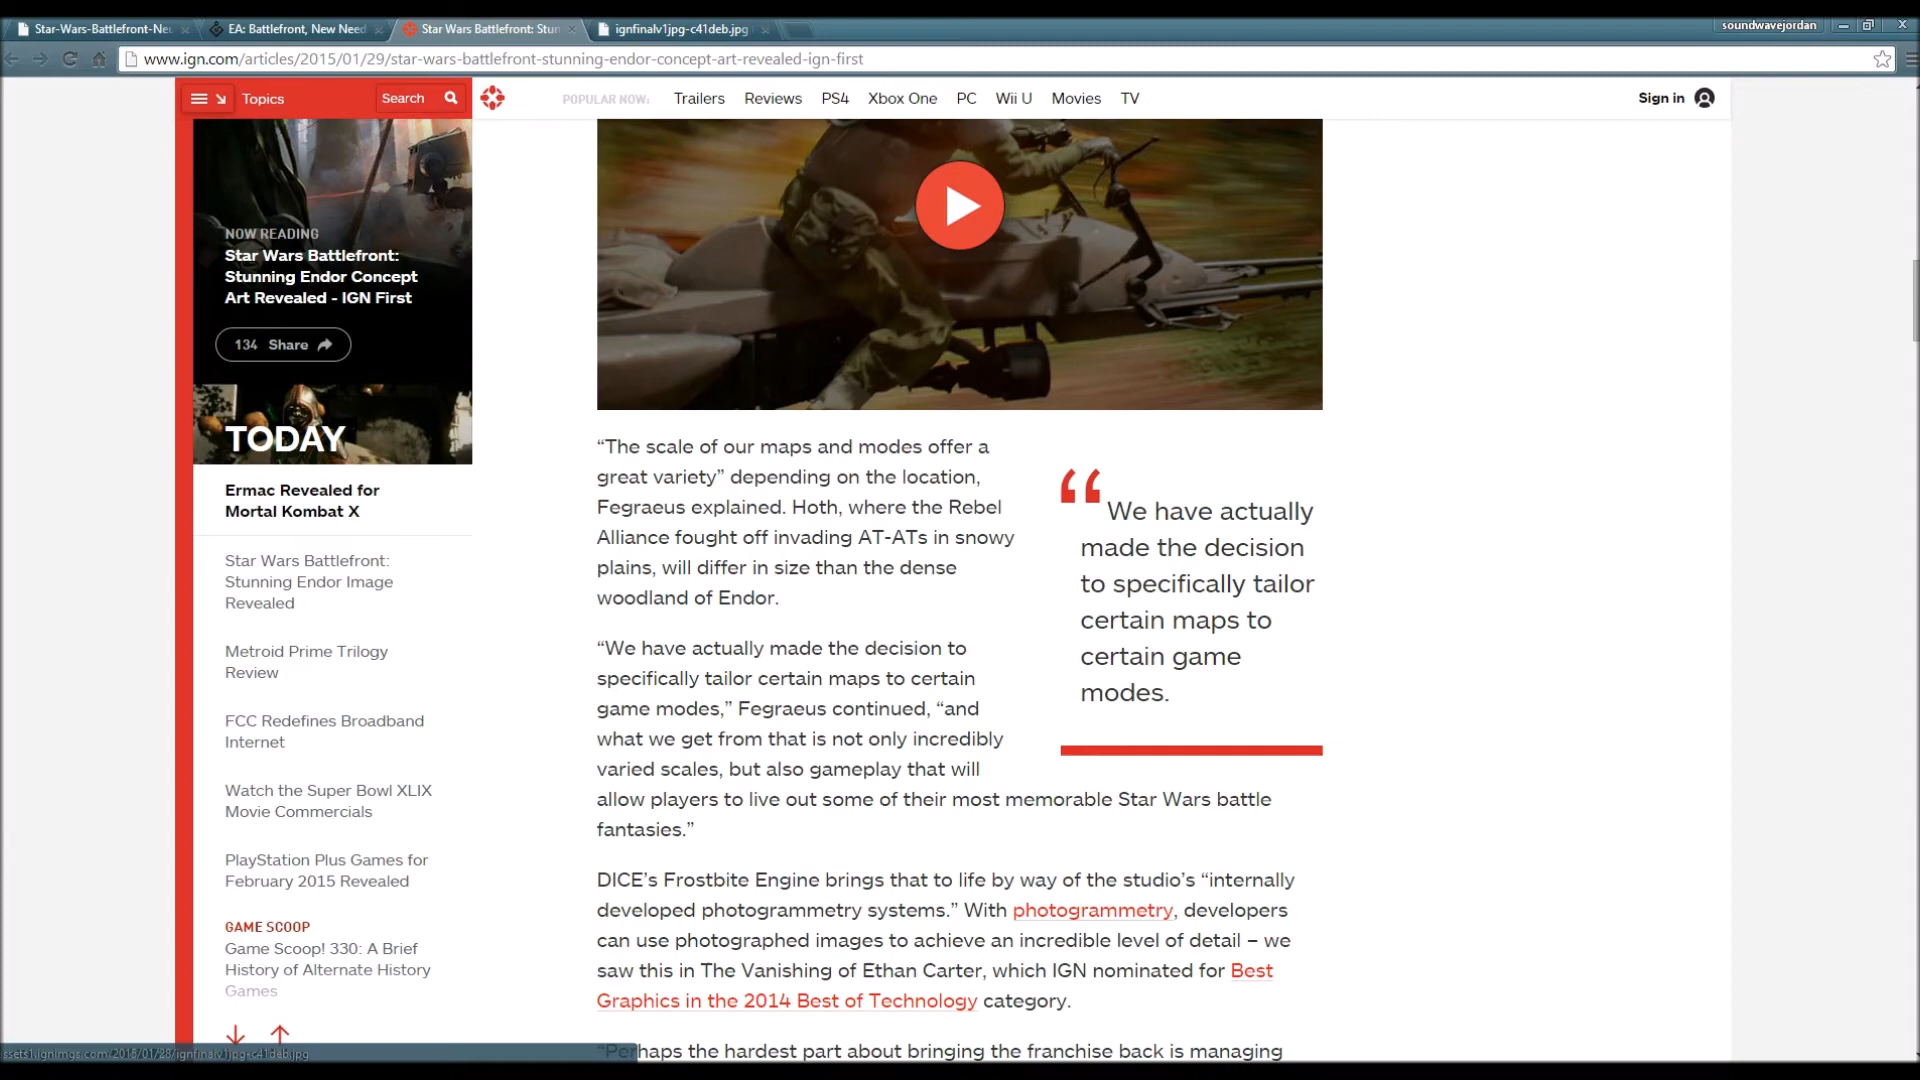 Star-Wars-Battlefront-Ne
EA: Battlefront, New Need
Star Wars Battlefront: Stun
ignfinalv1jpg-c41deb.jpg
soundwavejordan
www.ign.com/articles/2015/01/29/star-wars-battlefront-stunning-endor-concept-art-revealed-ign-first
Topics
Search
POPULAR NOW:
Trailers
Reviews
PS4
Xbox One
PC
Wii U
Movies
TV
Sign in
NOW READING
Star Wars Battlefront:
Stunning Endor Concept
Art Revealed - IGN First
134 Share
TODAY
Ermac Revealed for
Mortal Kombat X
Star Wars Battlefront:
Stunning Endor Image
Revealed
Metroid Prime Trilogy
Review
FCC Redefines Broadband
Internet
Watch the Super Bowl XLIX
Movie Commercials
PlayStation Plus Games for
February 2015 Revealed
GAME SCOOP
Game Scoop! 330: A Brief
History of Alternate History
Games
“The scale of our maps and modes offer a
great variety” depending on the location,
Fegraeus explained. Hoth, where the Rebel
Alliance fought off invading AT-ATs in snowy
plains, will differ in size than the dense
woodland of Endor.
“We have actually made the decision to
specifically tailor certain maps to certain
game modes,” Fegraeus continued, “and
what we get from that is not only incredibly
varied scales, but also gameplay that will
allow players to live out some of their most memorable Star Wars battle
fantasies.”
“ We have actually
made the decision
to specifically tailor
certain maps to
certain game
modes.
DICE’s Frostbite Engine brings that to life by way of the studio’s “internally
developed photogrammetry systems.” With photogrammetry, developers
can use photographed images to achieve an incredible level of detail – we
saw this in The Vanishing of Ethan Carter, which IGN nominated for Best
Graphics in the 2014 Best of Technology category.
“Perhaps the hardest part about bringing the franchise back is managing
ssets1.ignimgs.com/2015/01/28/ignfinalv1jpg-c41deb.jpg